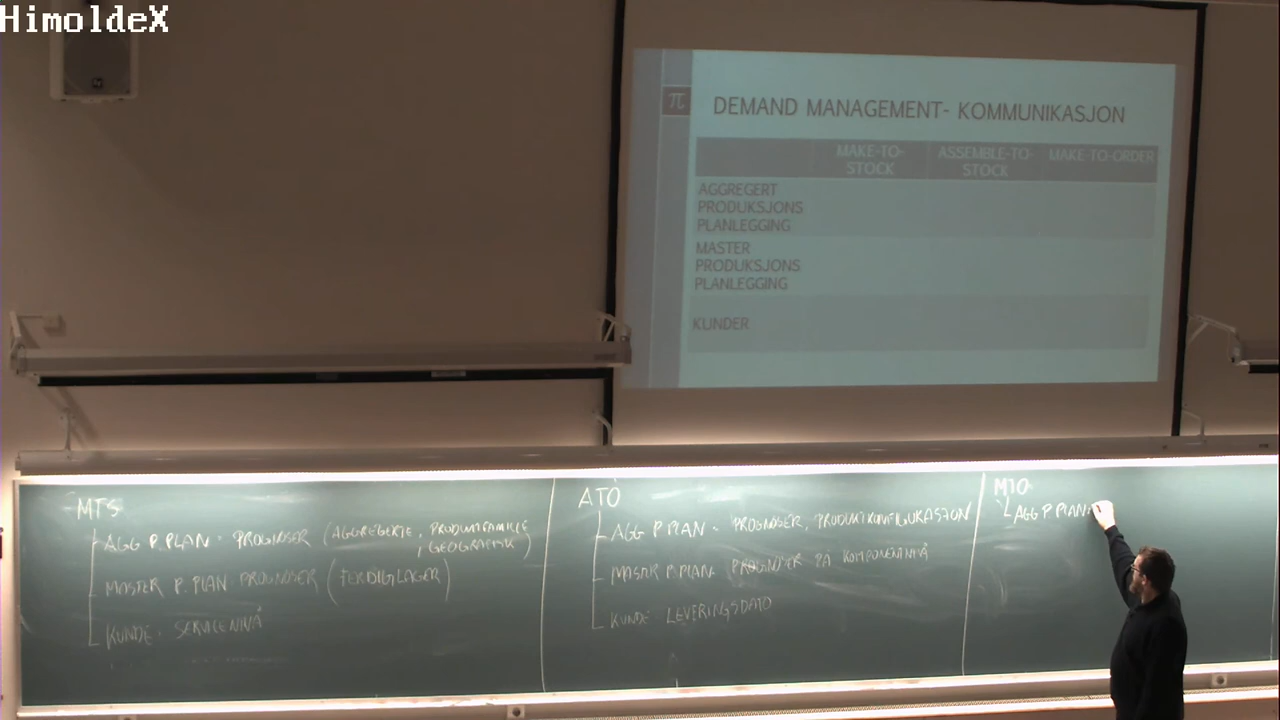 HimoldeX
π
DEMAND MANAGEMENT- KOMMUNIKASJON
MAKE-TO-STOCK
ASSEMBLE-TO-STOCK
MAKE TO-ORDER
AGGREGERT
PRODUKSJONS
PLANLEGGING
MASTER
PRODUKSJONS
PLANLEGGING
KUNDER
MTS
AGG P. PLAN - PROGNOSER (AGGREGERTE, PRODUKTFAMILIE
, GEOGRAFISK)
MASTER P. PLAN PROGNOSER (FERDIGLAGER)
KUNDE - SERVICENIVÅ
ATO
AGG P PLAN - PROGNOSER, PRODUKTKONFIGURASJON
MASTER P. PLAN - PROGNOSER PÅ KOMPONENTNIVÅ
KUNDE LEVERINGSDATO
MTO
AGG P PLAN